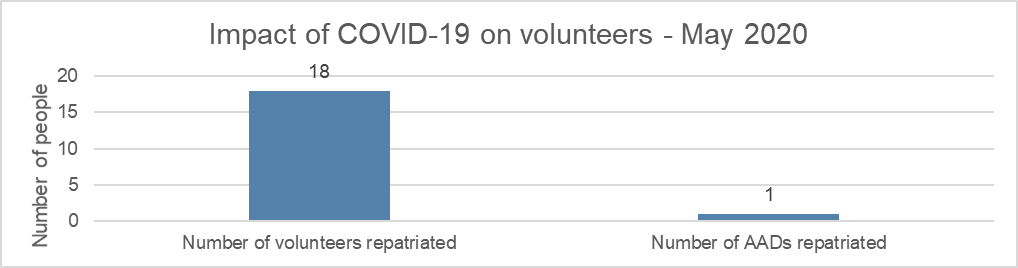 Impact of COVID-19 on volunteers - May 2020
Number of people
20
15
10
5
0
18
1
Number of volunteers repatriated
Number of AADs repatriated